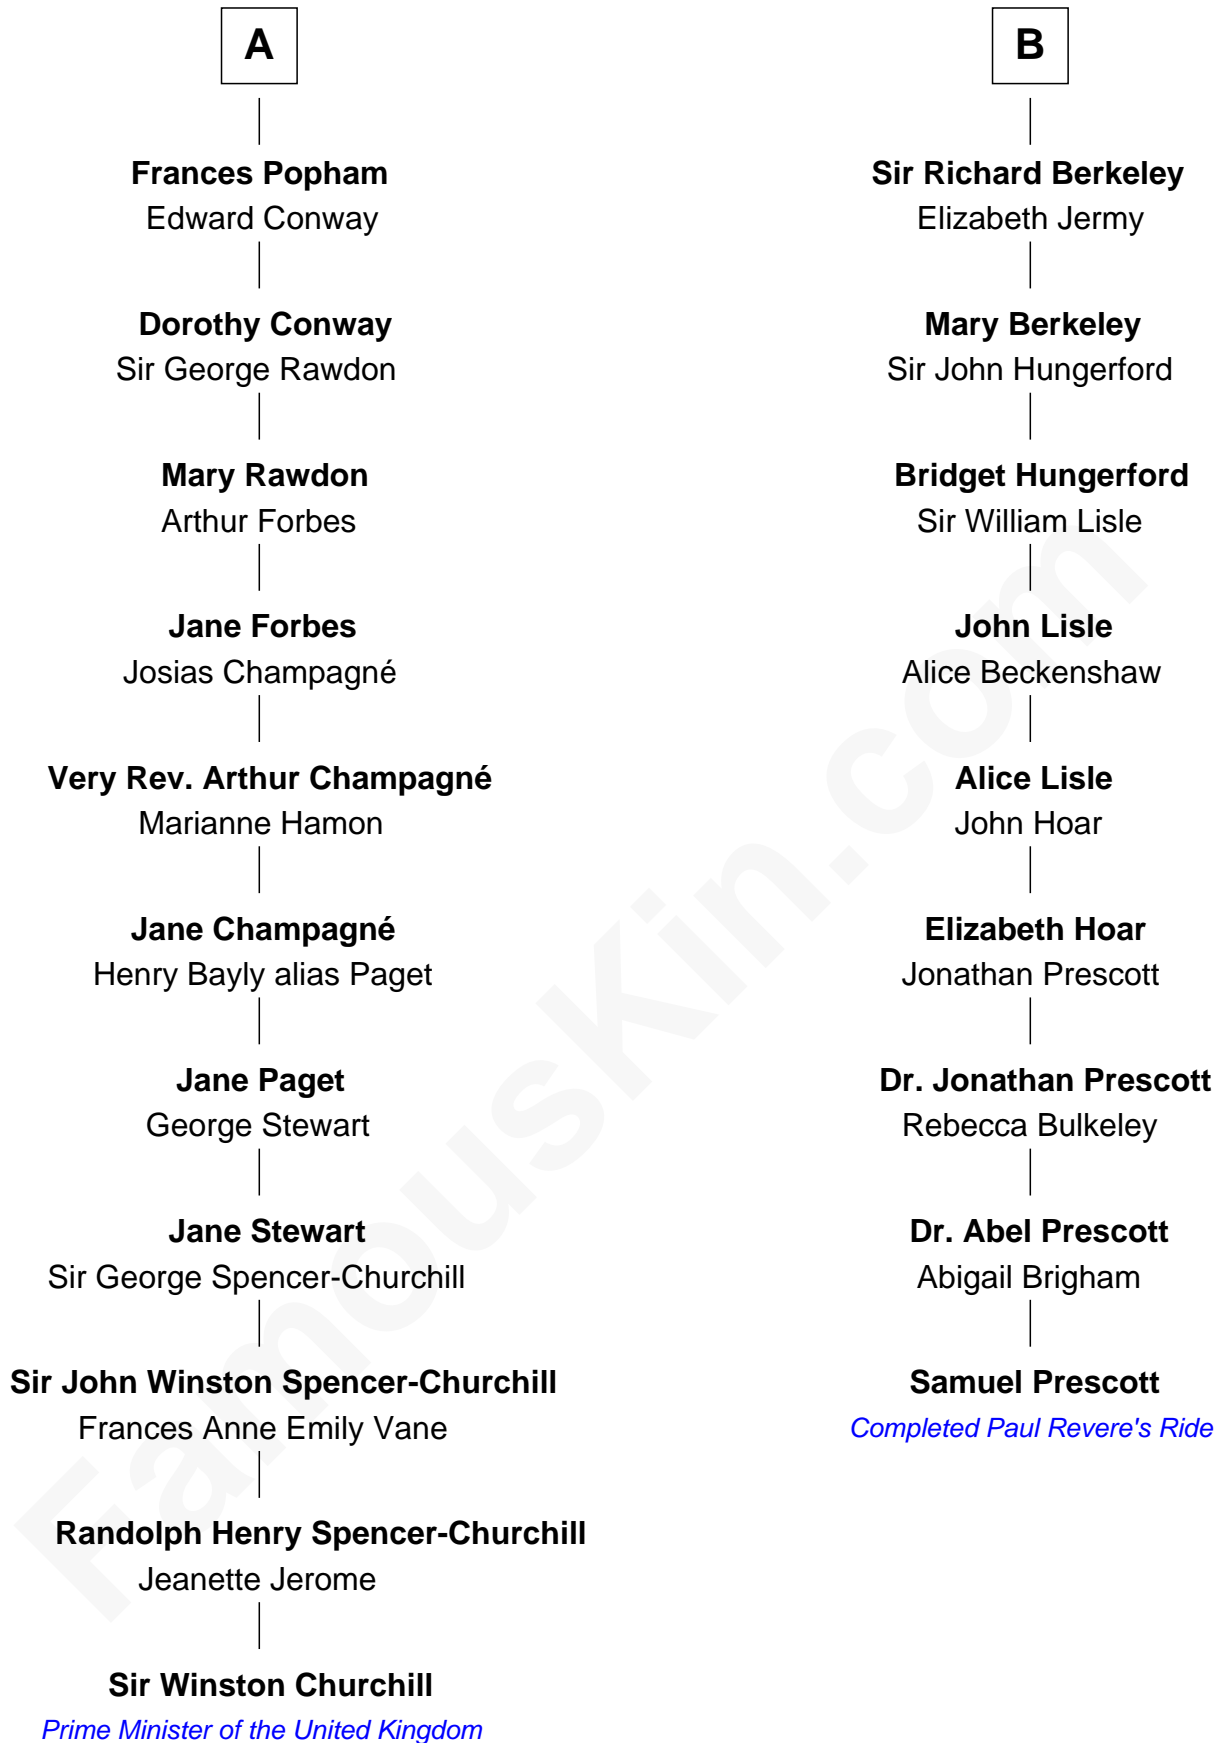 A
Frances Popham
Edward Conway
Dorothy Conway
Sir George Rawdon
Mary Rawdon
Arthur Forbes
Jane Forbes
Josias Champagné
Very Rev. Arthur Champagné
Marianne Hamon
Jane Champagné
Henry Bayly alias Paget
Jane Paget
George Stewart
Jane Stewart
Sir George Spencer-Churchill
Sir John Winston Spencer-Churchill
Frances Anne Emily Vane
Randolph Henry Spencer-Churchill
Jeanette Jerome
Sir Winston Churchill
Prime Minister of the United Kingdom
B
Sir Richard Berkeley
Elizabeth Jermy
Mary Berkeley
Sir John Hungerford
Bridget Hungerford
Sir William Lisle
John Lisle
Alice Beckenshaw
Alice Lisle
John Hoar
Elizabeth Hoar
Jonathan Prescott
Dr. Jonathan Prescott
Rebecca Bulkeley
Dr. Abel Prescott
Abigail Brigham
Samuel Prescott
Completed Paul Revere's Ride
FamousKin.com